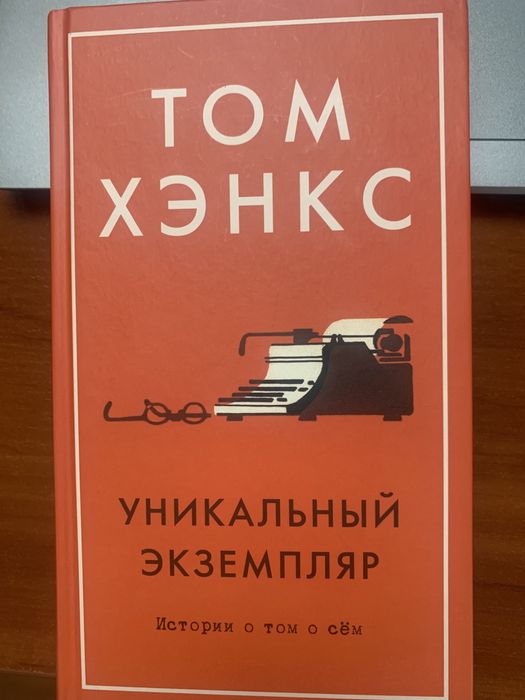 ТОМ
ХЭНКС
УНИКАЛЬНЫЙ
ЭКЗЕМПЛЯР
Истории о том о сём